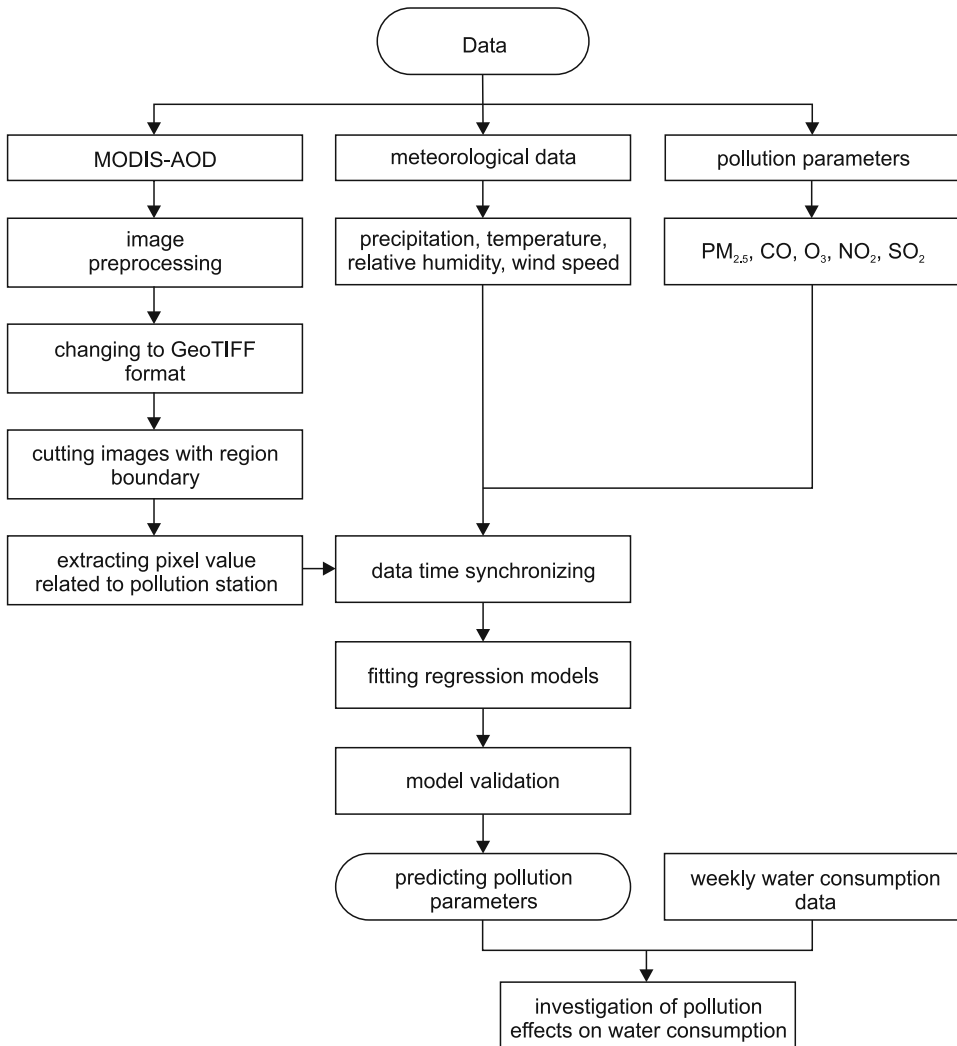 Data
MODIS-AOD
meteorological data
pollution parameters
image
preprocessing
precipitation, temperature,
relative humidity, wind speed
PM₂.₅, CO, O₃, NO₂, SO₂
changing to GeoTIFF
format
cutting images with region
boundary
extracting pixel value
related to pollution station
data time synchronizing
fitting regression models
model validation
predicting pollution
parameters
weekly water consumption
data
investigation of pollution
effects on water consumption